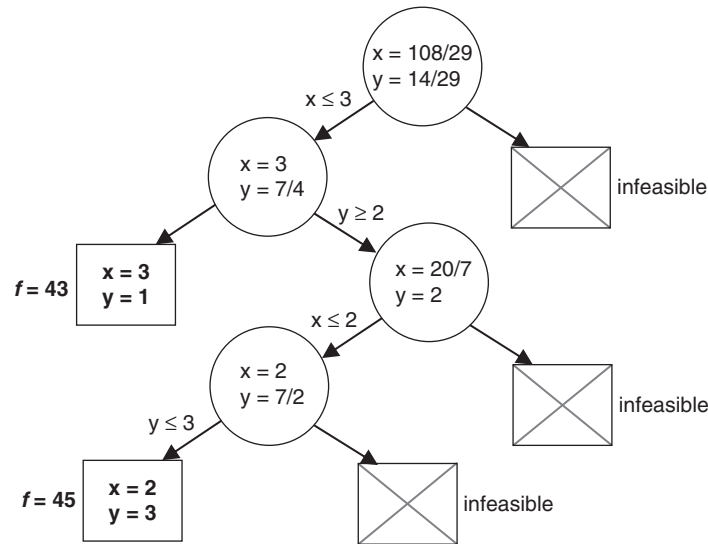 x = 108/29
y = 14/29
x ≤ 3
x = 3
y = 7/4
infeasible
y ≥ 2
f = 43
x = 3
y = 1
x = 20/7
y = 2
x ≤ 2
x = 2
y = 7/2
infeasible
y ≤ 3
f = 45
x = 2
y = 3
infeasible